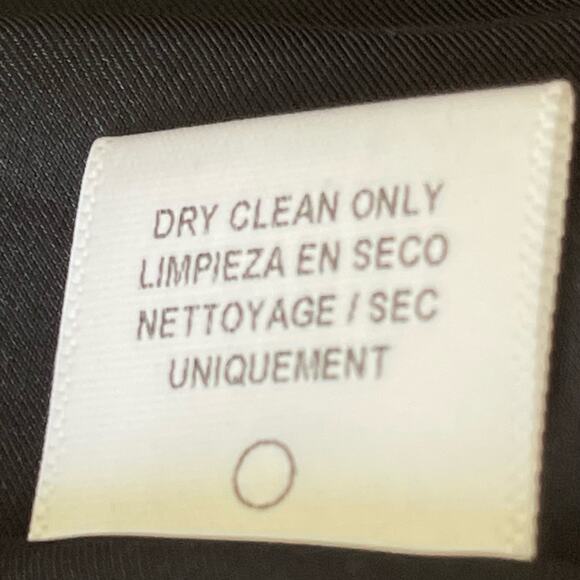 DRY CLEAN ONLY
LIMPIEZA EN SECO
NETTOYAGE / SEC
UNIQUEMENT